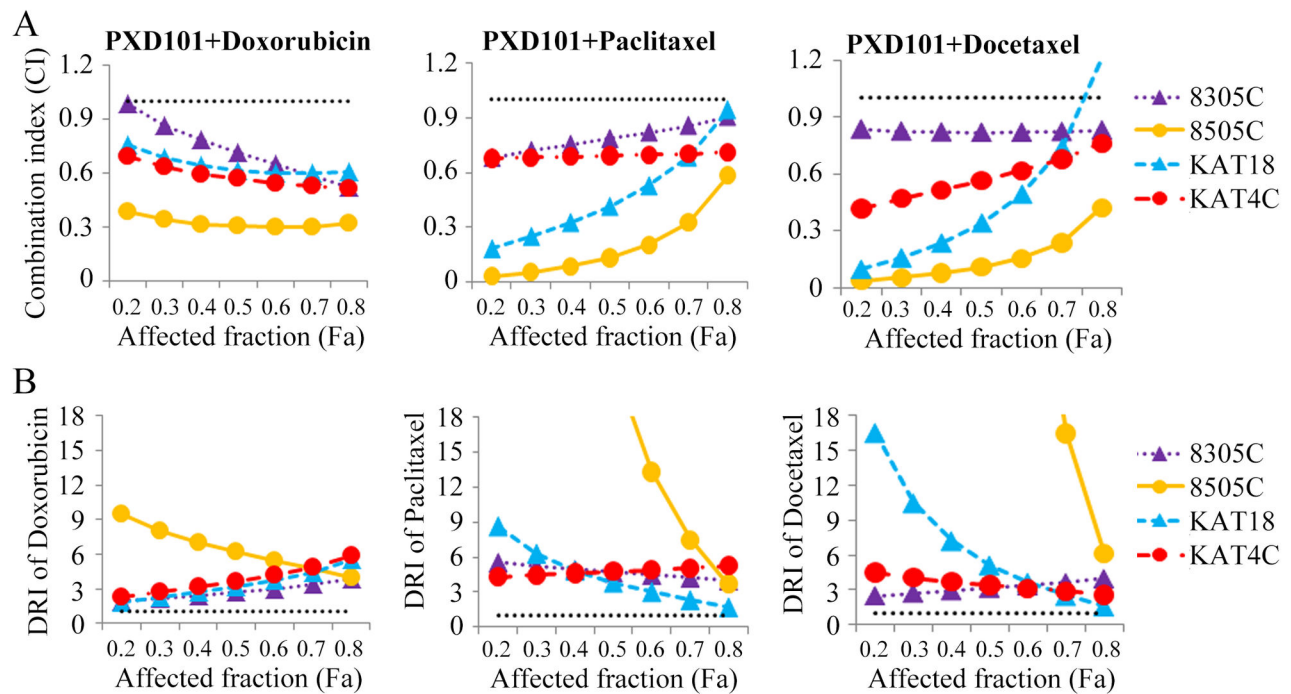 A
PXD101+Doxorubicin
PXD101+Paclitaxel
PXD101+Docetaxel
Combination index (CI)
1.2
0.9
0.6
0.3
0
0.2 0.3 0.4 0.5 0.6 0.7 0.8
Affected fraction (Fa)
1.2
0.9
0.6
0.3
0
0.2 0.3 0.4 0.5 0.6 0.7 0.8
Affected fraction (Fa)
1.2
0.9
0.6
0.3
0
0.2 0.3 0.4 0.5 0.6 0.7 0.8
Affected fraction (Fa)
8305C
8505C
KAT18
KAT4C
B
DRI of Doxorubicin
18
15
12
9
6
3
0
0.2 0.3 0.4 0.5 0.6 0.7 0.8
Affected fraction (Fa)
DRI of Paclitaxel
18
15
12
9
6
3
0
0.2 0.3 0.4 0.5 0.6 0.7 0.8
Affected fraction (Fa)
DRI of Docetaxel
18
15
12
9
6
3
0
0.2 0.3 0.4 0.5 0.6 0.7 0.8
Affected fraction (Fa)
8305C
8505C
KAT18
KAT4C